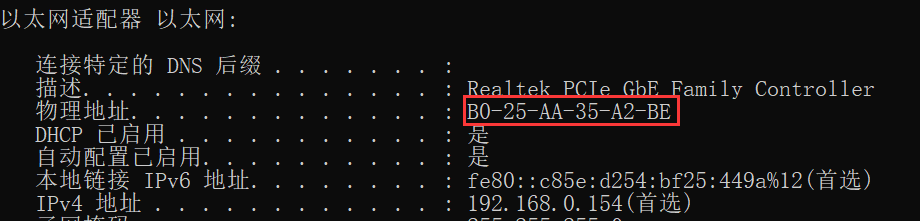 以太网适配器 以太网:
连接特定的 DNS 后缀 . . . . . . . :
描述. . . . . . . . . . . . . . . : Realtek PCIe GbE Family Controller
物理地址. . . . . . . . . . . . . : B0-25-AA-35-A2-BE
DHCP 已启用 . . . . . . . . . . . : 是
自动配置已启用. . . . . . . . . . : 是
本地链接 IPv6 地址. . . . . . . . : fe80::c85e:d254:bf25:449a%12(首选)
IPv4 地址 . . . . . . . . . . . . : 192.168.0.154(首选)